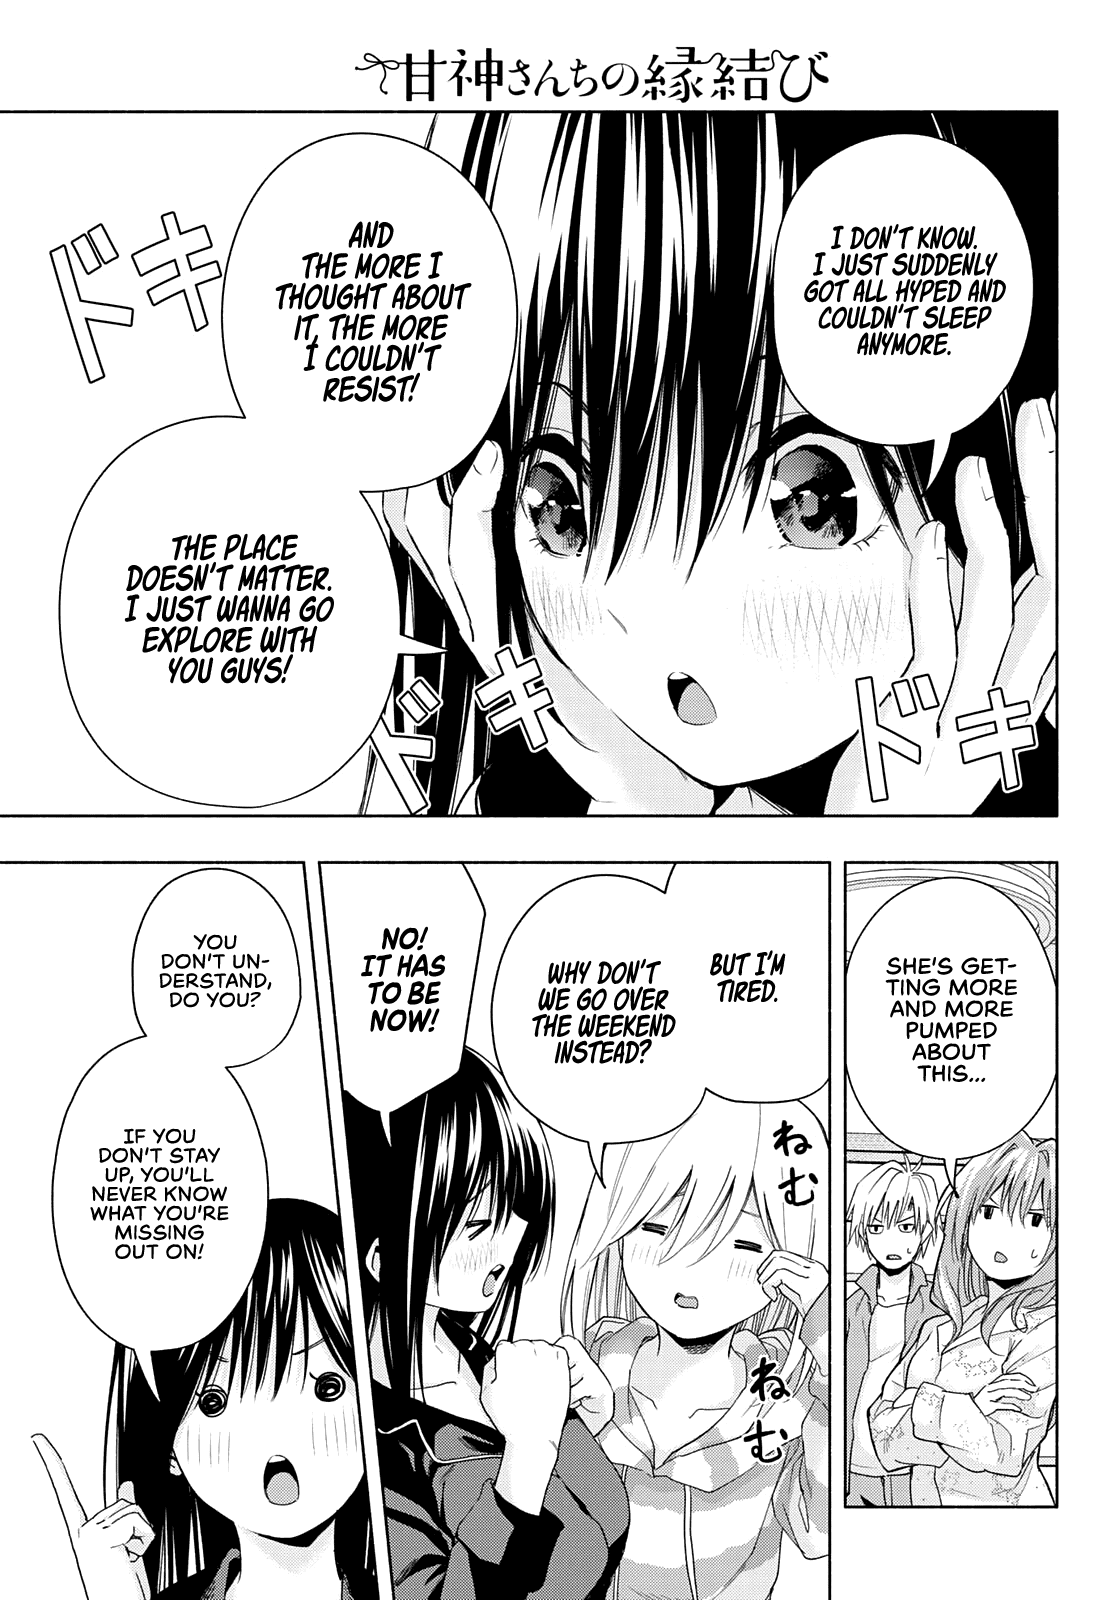 甘神さんちの縁結び
I DON'T KNOW.
I JUST SUDDENLY
GOT ALL HYPED AND
COULDN'T SLEEP
ANYMORE.
AND
THE MORE I
THOUGHT ABOUT
IT, THE MORE
I COULDN'T
RESIST!
THE PLACE
DOESN'T MATTER.
I JUST WANNA GO
EXPLORE WITH
YOU GUYS!
ドキ
ドキ
ドキ
SHE'S GET-
TING MORE
AND MORE
PUMPED
ABOUT
THIS...
BUT I'M
TIRED.
WHY DON'T
WE GO OVER
THE WEEKEND
INSTEAD?
ねむ
ねむ
NO!
IT HAS
TO BE
NOW!
YOU
DON'T UN-
DERSTAND,
DO YOU?
IF YOU
DON'T STAY
UP, YOU'LL
NEVER KNOW
WHAT YOU'RE
MISSING
OUT ON!